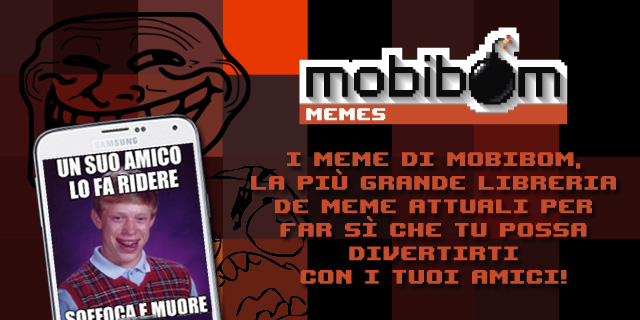 mobibom
MEMES
SAMSUNG
UN SUO AMICO
LO FA RIDERE
SOFFOCA E MUORE
I MEME DI MOBIBOM,
LA PIÙ GRANDE LIBRERIA
DE MEME ATTUALI PER
FAR SÌ CHE TU POSSA
DIVERTIRTI
CON I TUOI AMICI!